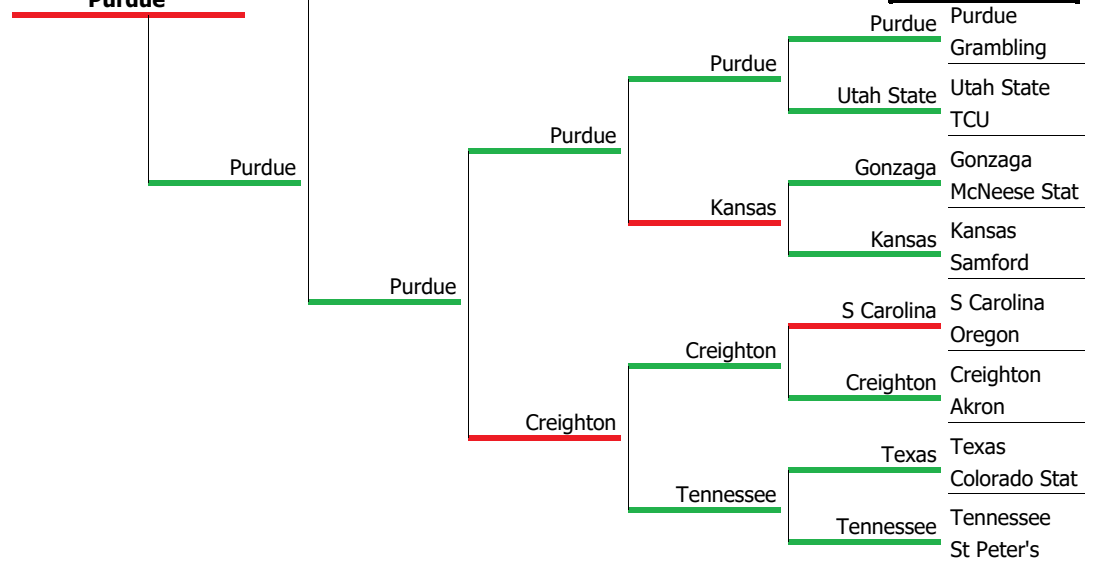 Purdue
Purdue
Purdue
Purdue
Creighton
Purdue
Kansas
Creighton
Tennessee
Purdue
Utah State
Gonzaga
Kansas
S Carolina
Creighton
Texas
Tennessee
Purdue
Grambling
Utah State
TCU
Gonzaga
McNeese Stat
Kansas
Samford
S Carolina
Oregon
Creighton
Akron
Texas
Colorado Stat
Tennessee
St Peter's